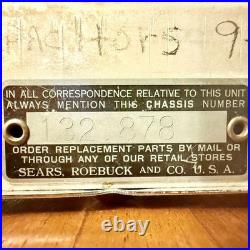 IN ALL CORRESPONDENCE RELATIVE TO THIS UNIT
ALWAYS MENTION THIS CHASSIS NUMBER
132 878
ORDER REPLACEMENT PARTS BY MAIL OR
THROUGH ANY OF OUR RETAIL STORES
SEARS, ROEBUCK AND CO. U.S.A.